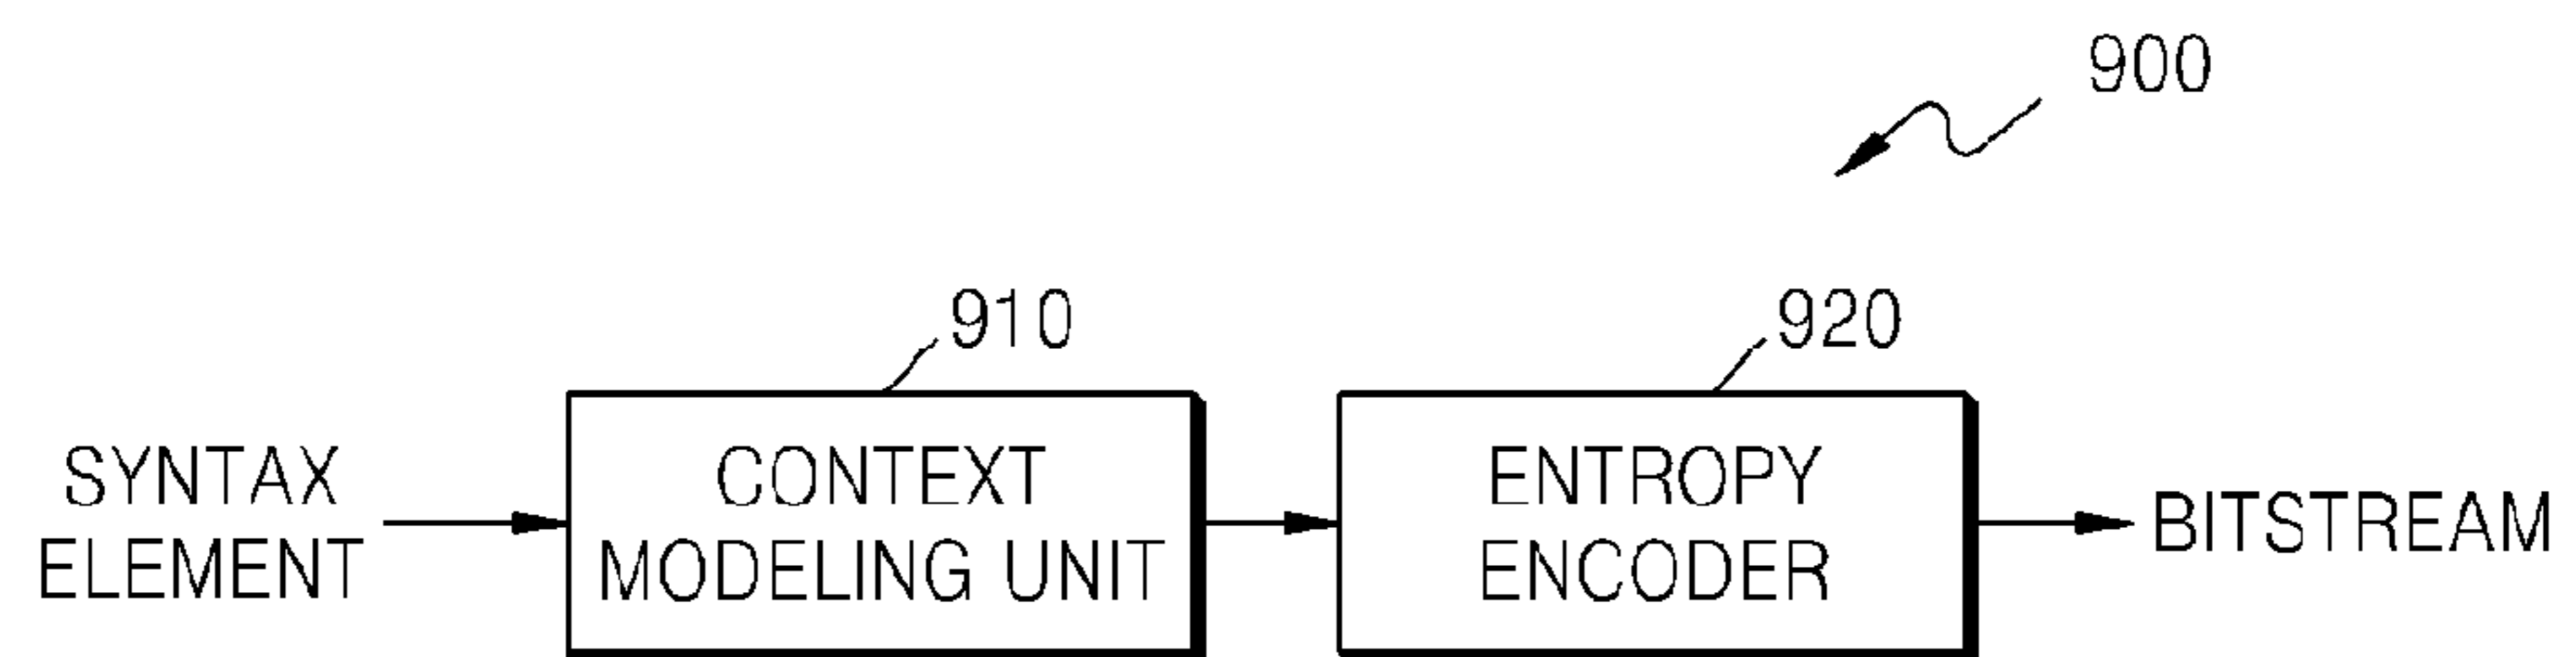 900
910
920
SYNTAX
ELEMENT
CONTEXT
MODELING UNIT
ENTROPY
ENCODER
BITSTREAM